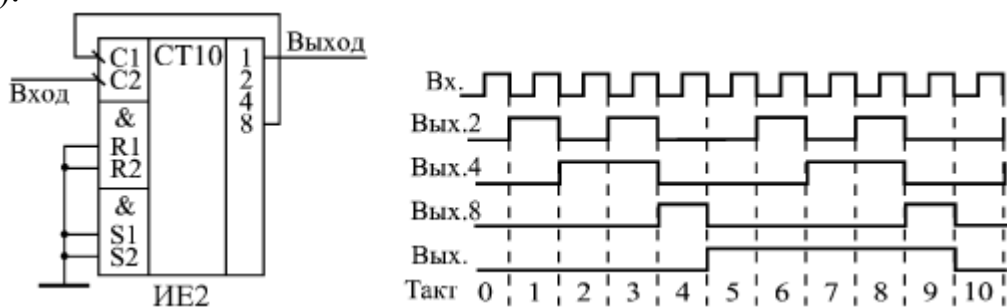 ).
C1 CT10 1 Выход
C2 2
Вход 4
& 8
R1
R2
&
S1
S2
ИЕ2
Вх.
Вых.2
Вых.4
Вых.8
Вых.
Такт 0 1 2 3 4 5 6 7 8 9 10